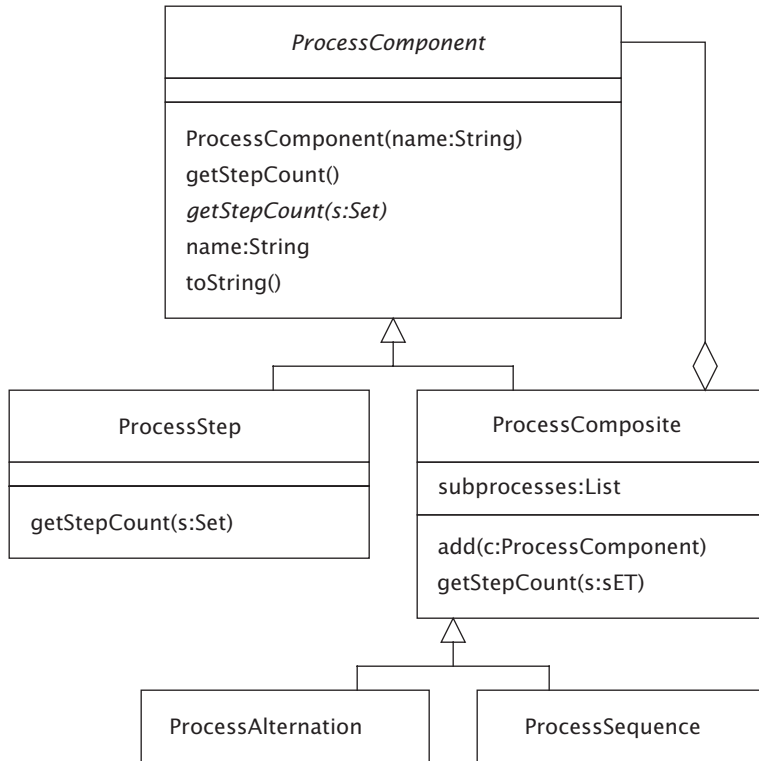 ProcessComponent
ProcessComponent(name:String)
getStepCount()
getStepCount(s:Set)
name:String
toString()
ProcessStep
getStepCount(s:Set)
ProcessComposite
subprocesses:List
add(c:ProcessComponent)
getStepCount(s:sET)
ProcessAlternation
ProcessSequence